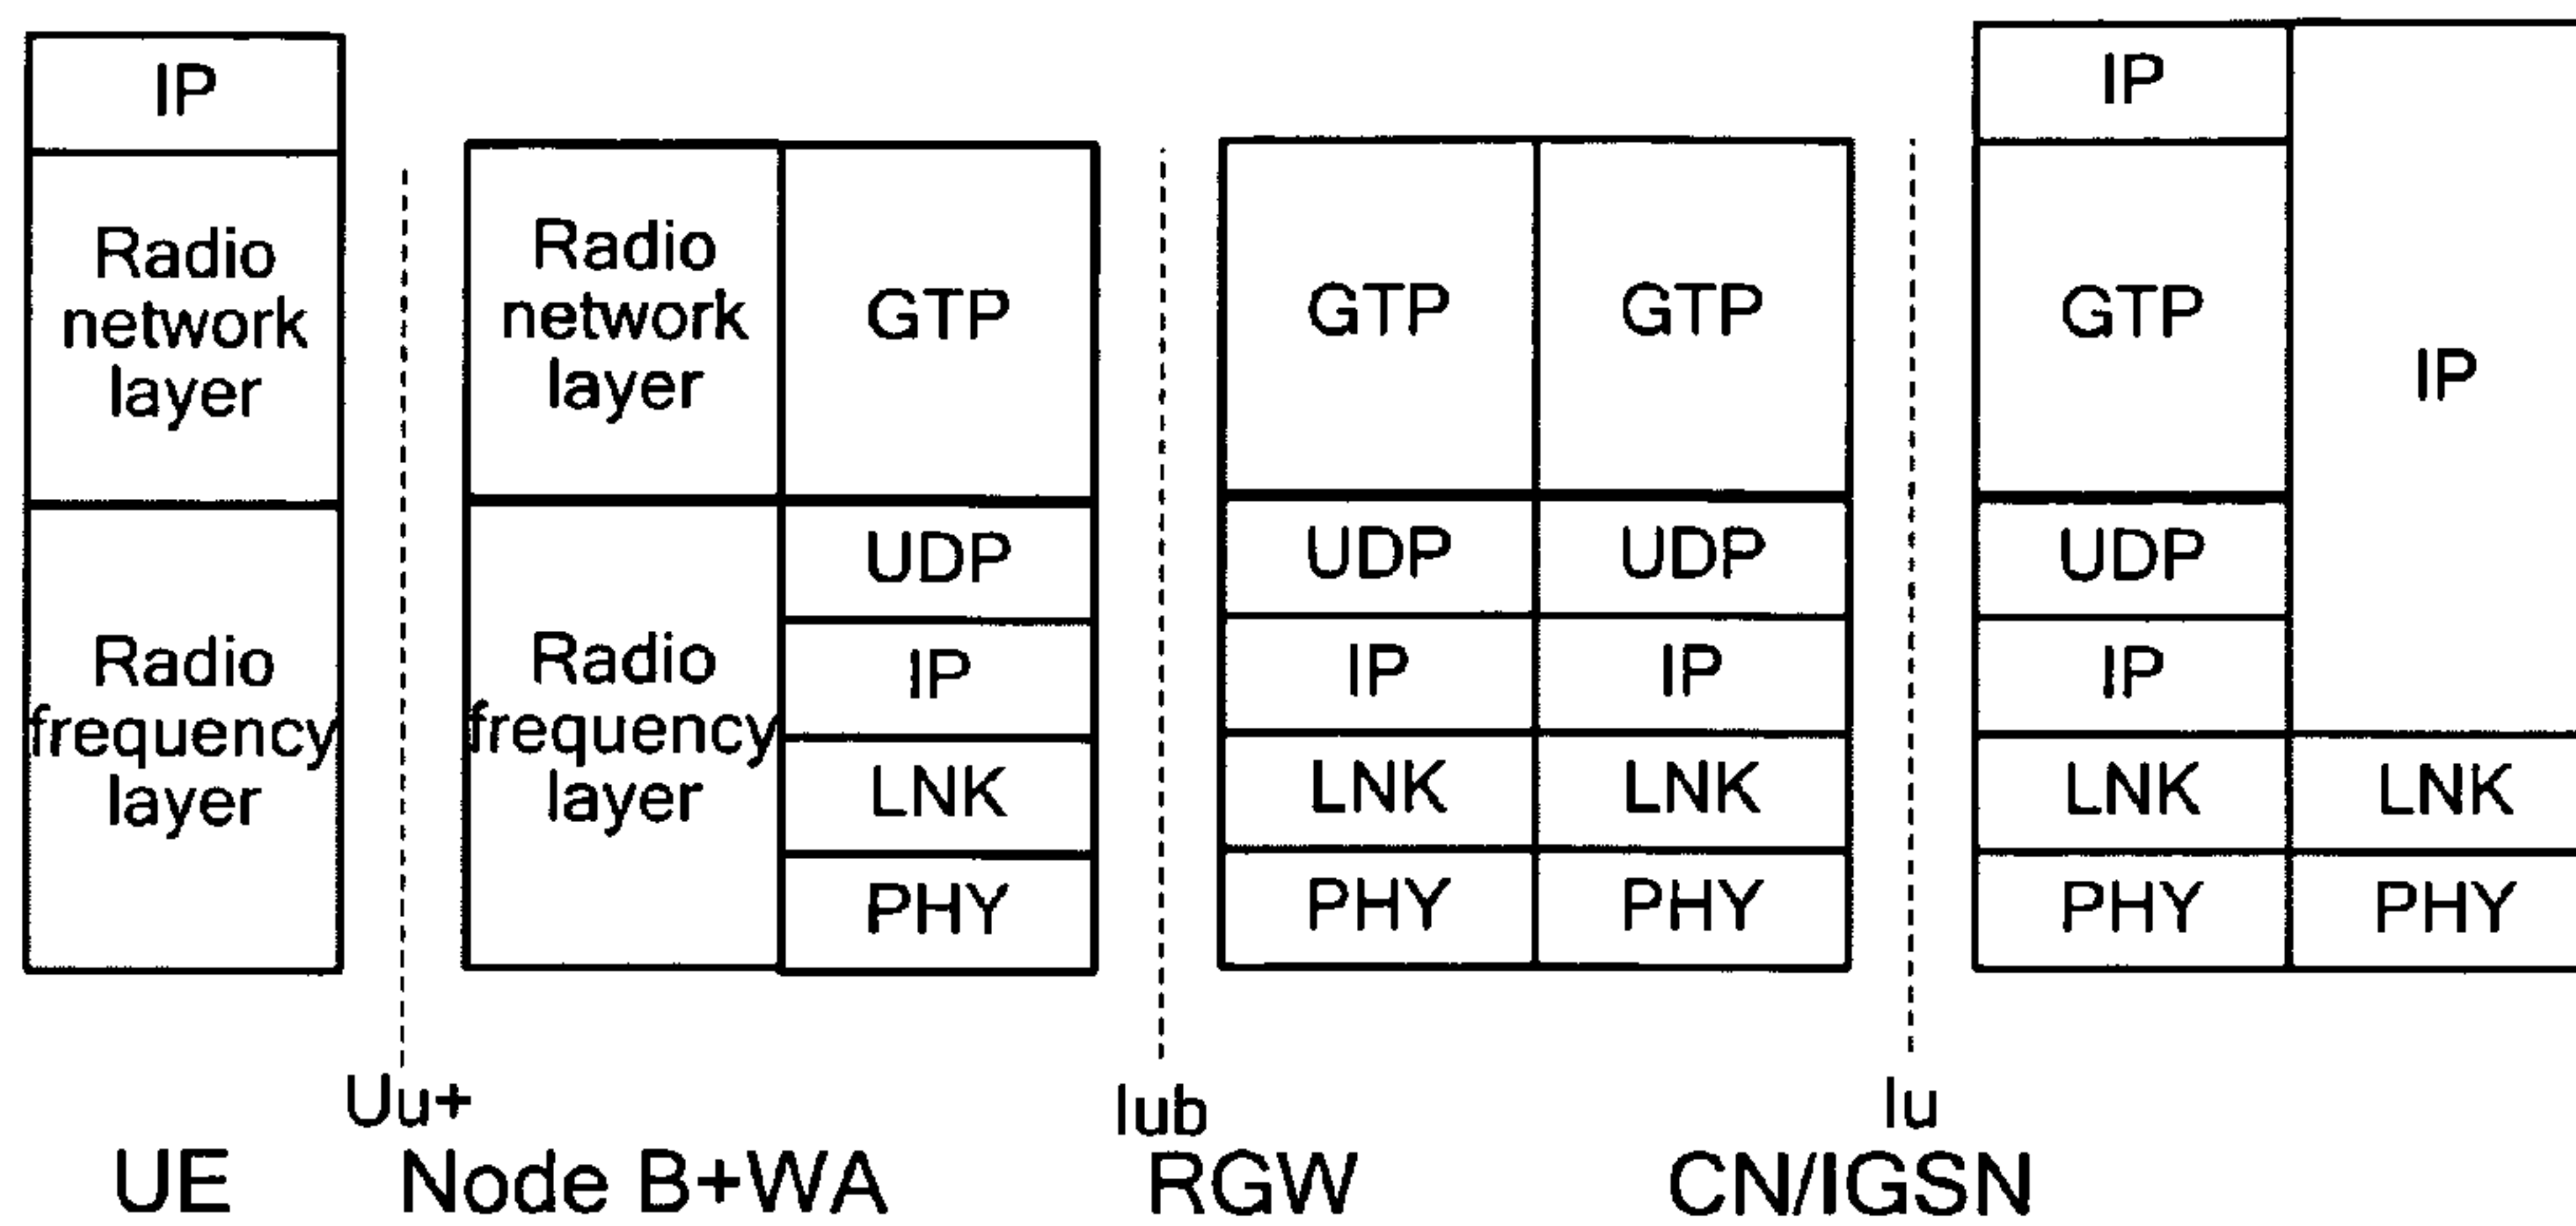 IP
Radio
network
layer
Radio
frequency
layer
Radio
network
layer
Radio
frequency
layer
GTP
UDP
IP
LNK
PHY
GTP
UDP
IP
LNK
PHY
GTP
UDP
IP
LNK
PHY
IP
GTP
UDP
IP
LNK
PHY
IP
LNK
PHY
Uu+
Iub
Iu
UE
Node B+WA
RGW
CN/IGSN